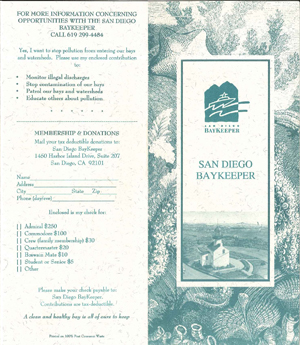 FOR MORE INFORMATION CONCERNING
OPPORTUNITIES WITH THE SAN DIEGO
BAYKEEPER
CALL 619 299-4484
Yes, I want to stop pollution from entering our bays
and watersheds. Please use my enclosed contribution
to:
• Monitor illegal discharges
• Stop contamination of our bays
• Patrol our bays and watersheds
• Educate others about pollution.
MEMBERSHIP & DONATIONS
Mail your tax deductible donations to:
San Diego BayKeeper
1450 Harbor Island Drive, Suite 207
San Diego, CA 92101
Name
Address
City State Zip
Phone (day/eve)
Enclosed is my check for:
[ ] Admiral $250
[ ] Commodore $100
[ ] Crew (family membership) $30
[ ] Quartermaster $20
[ ] Boswain Mate $10
[ ] Student or Senior $5
[ ] Other
Please make your check payable to:
San Diego BayKeeper.
Contributions are tax-deductible.
A clean and healthy bay is all of ours to keep
Printed on 100% Post Consumer Waste
SAN DIEGO
BAYKEEPER
SAN DIEGO
BAYKEEPER